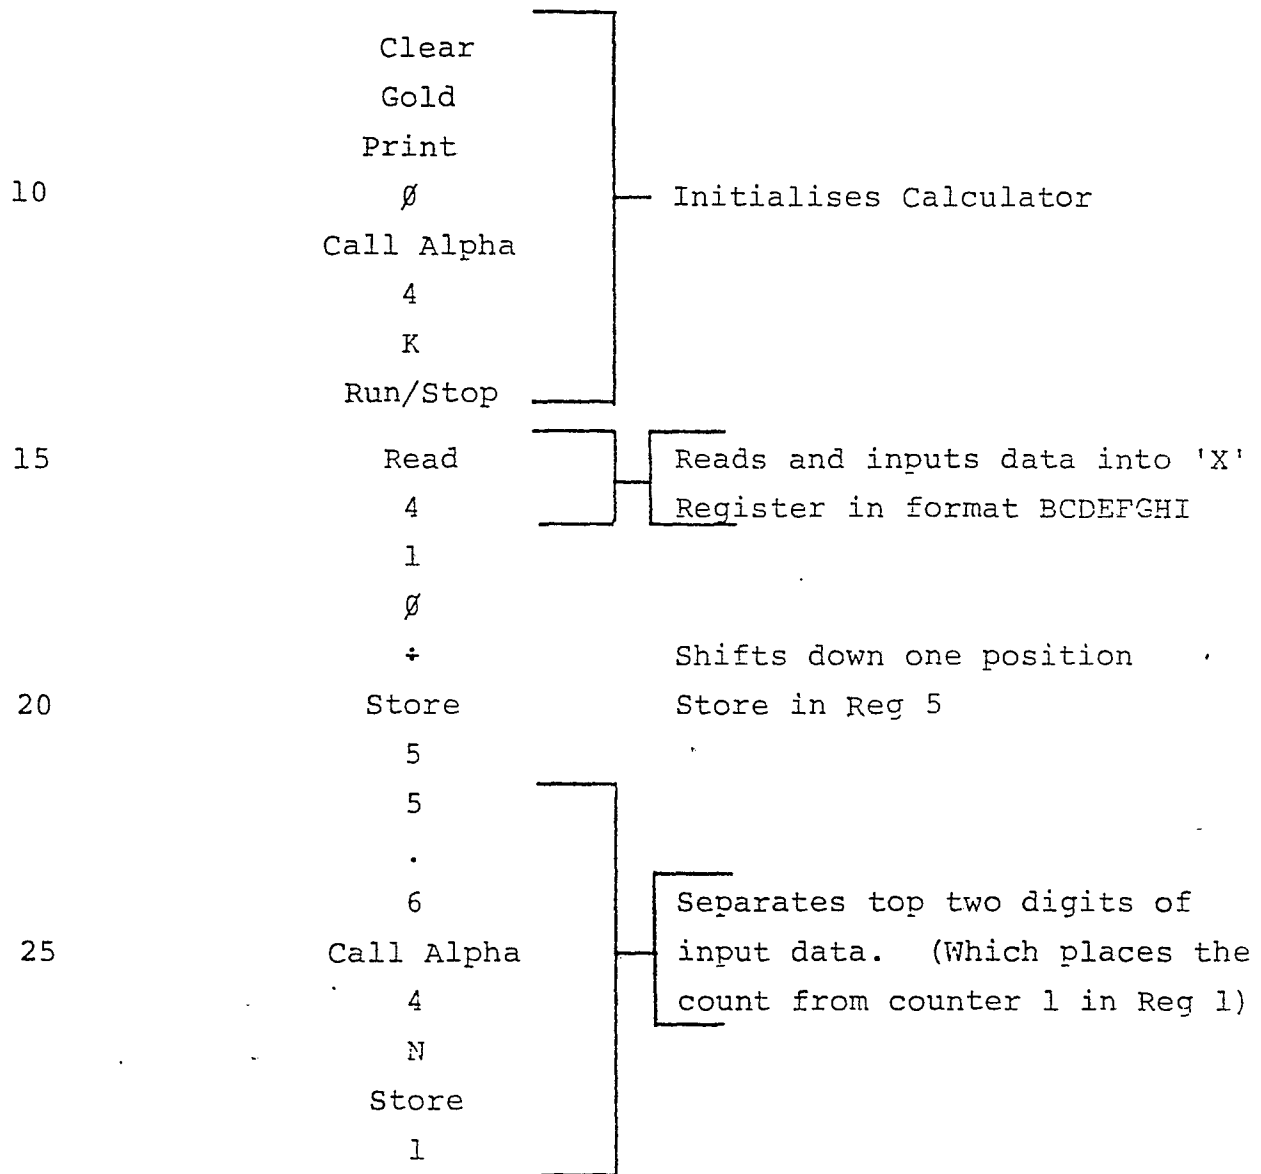 Clear
Gold
Print
10 Ø Initialises Calculator
Call Alpha
4
K
Run/Stop
15 Read Reads and inputs data into 'X'
4 Register in format BCDEFGHI
1
Ø
÷ Shifts down one position
20 Store Store in Reg 5
5
5
.
6 Separates top two digits of
25 Call Alpha input data. (Which places the
4 count from counter 1 in Reg 1)
N
Store
1